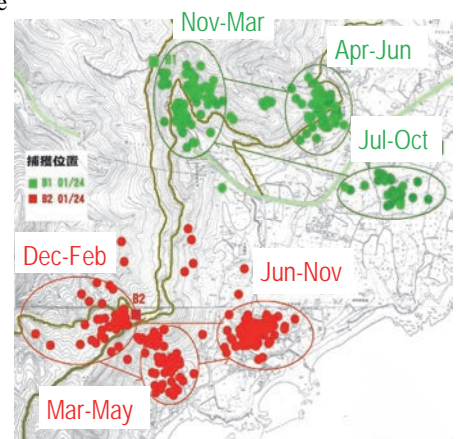 e
Nov-Mar
Apr-Jun
B1
Jul-Oct
捕獲位置
B1 01/24
B2 01/24
Dec-Feb
Jun-Nov
B2
Mar-May